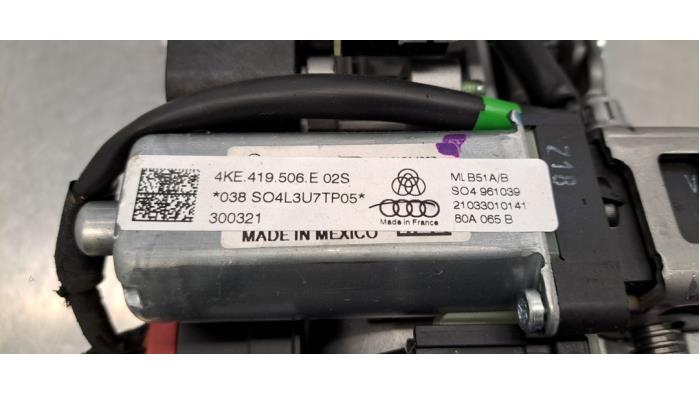 4KE.419.506.E 02S
*038 SO4L3U7TP05*
300321
Made in France
MLB51A/B
SO4 961039
21033010141
80A 065 B
MADE IN MEXICO
718